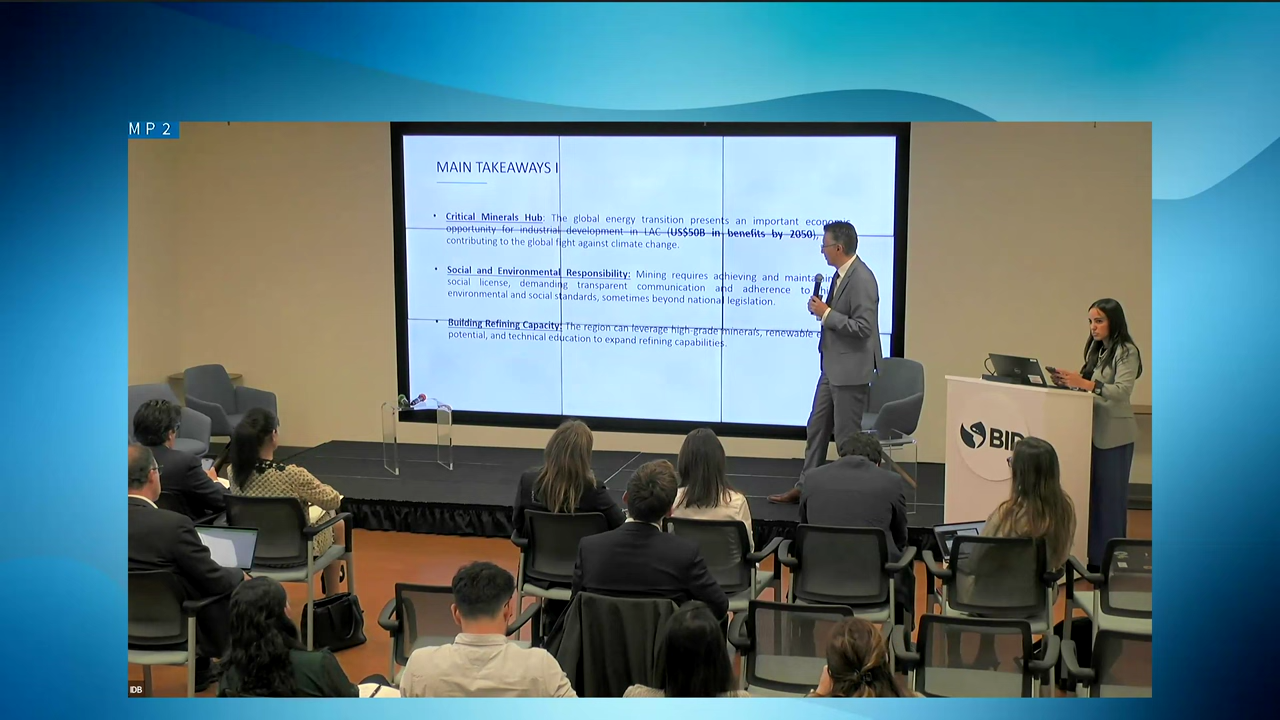 MP2
MAIN TAKEAWAYS I
• Critical Minerals Hub: The global energy transition presents an important economic
opportunity for industrial development in LAC (US$50B in benefits by 2050),
contributing to the global fight against climate change.
• Social and Environmental Responsibility: Mining requires achieving and
social license, demanding transparent communication and adherence to
environmental and social standards, sometimes beyond national legislation.
• Building Refining Capacity: The region can leverage high-grade minerals, renewable
potential, and technical education to expand refining capabilities.
BID
IDB